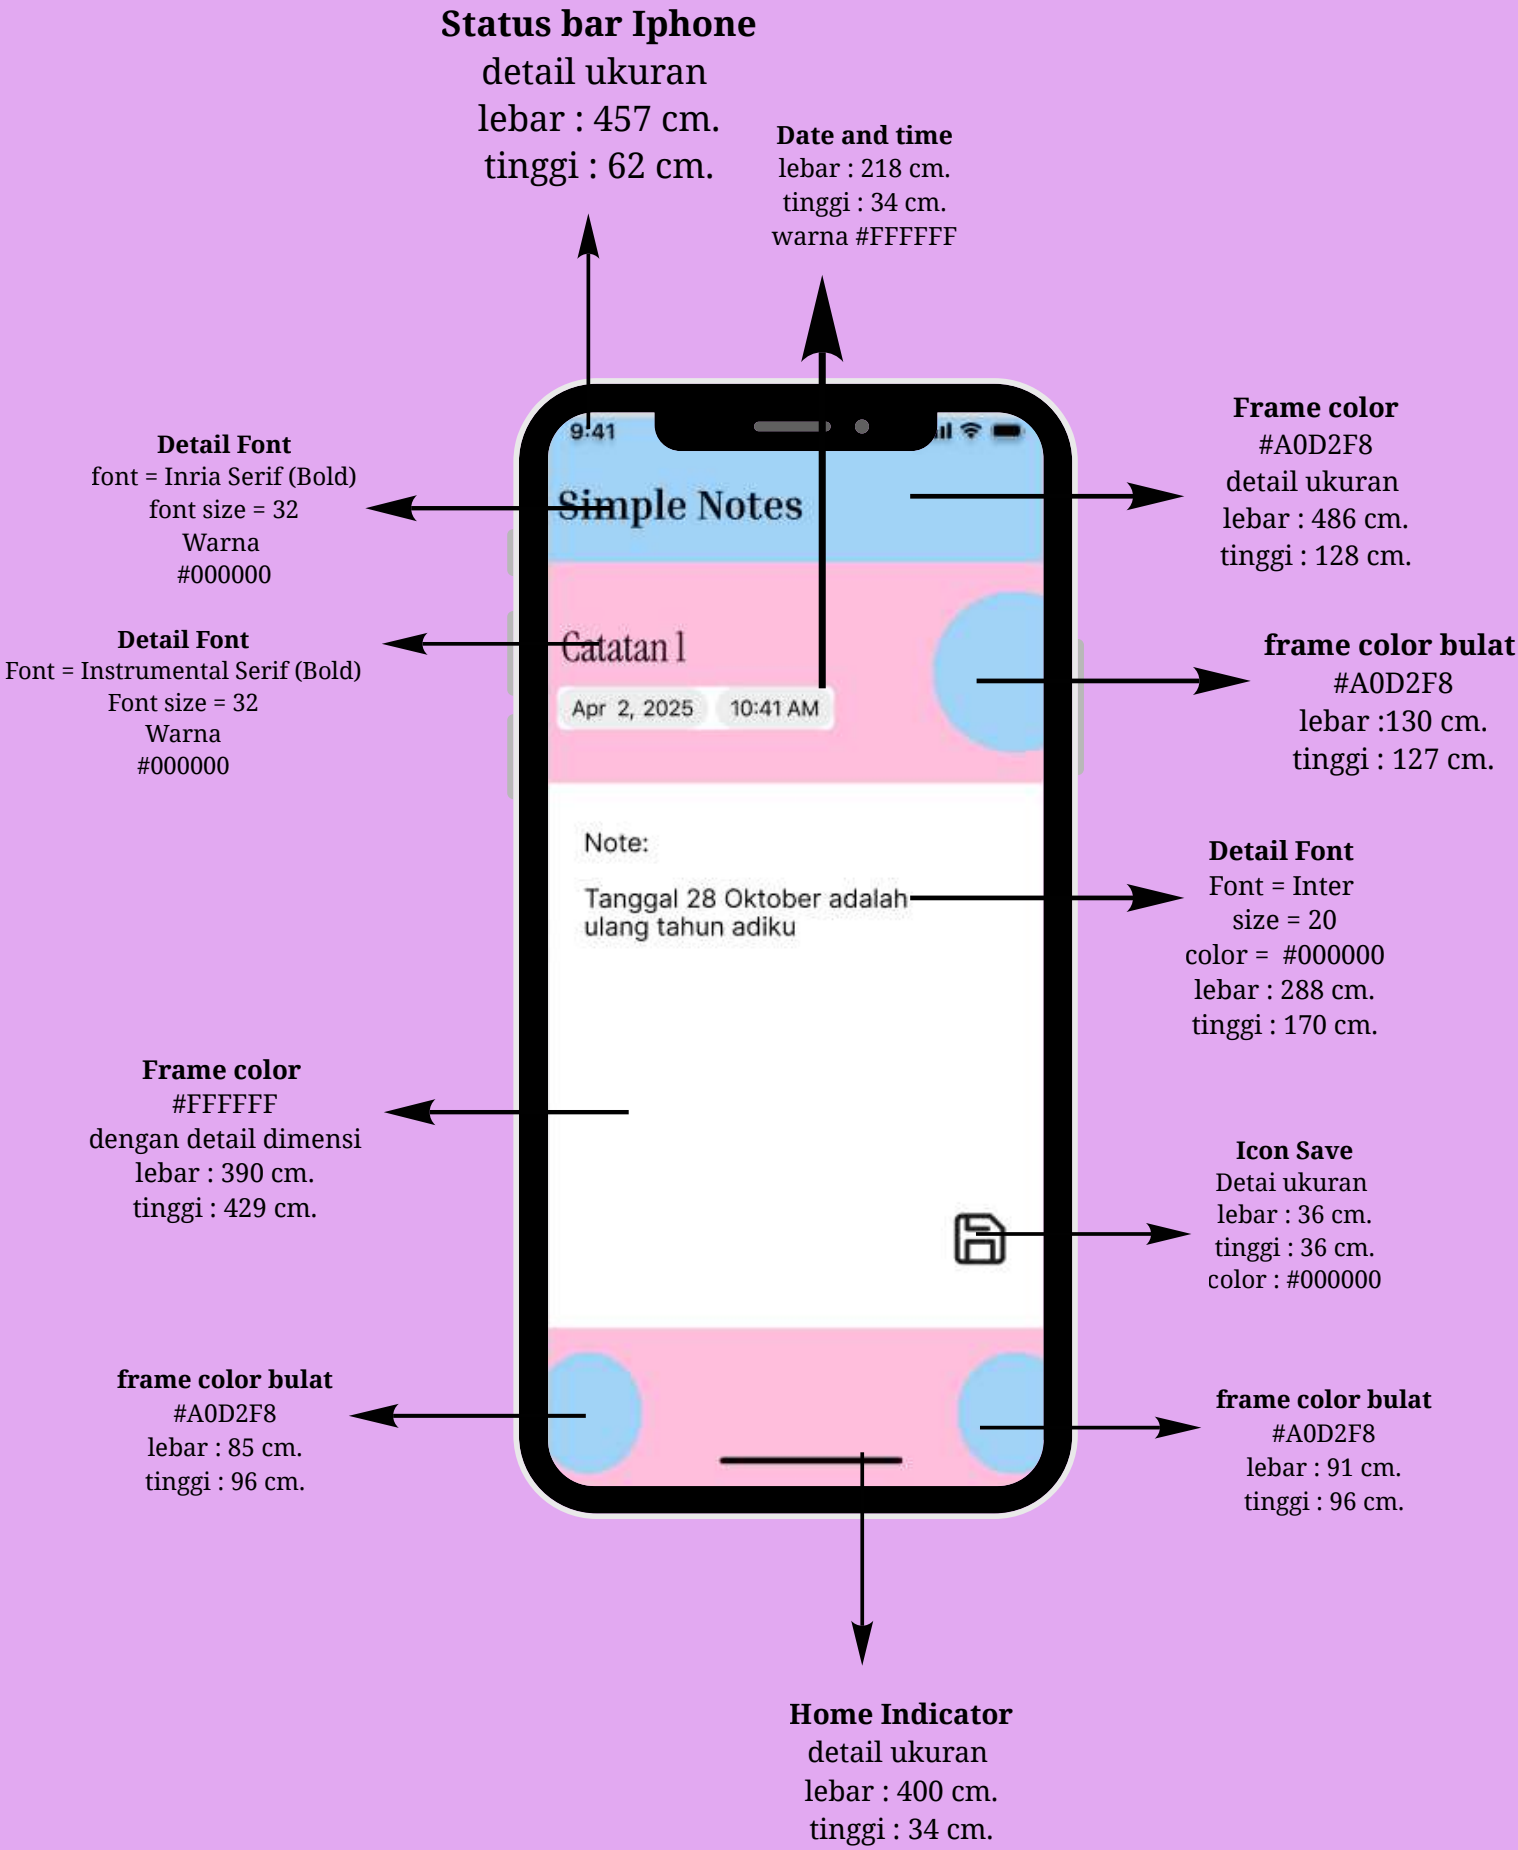 Status bar Iphone
detail ukuran
lebar : 457 cm.
tinggi : 62 cm.
Date and time
lebar : 218 cm.
tinggi : 34 cm.
warna #FFFFFF
Detail Font
font = Inria Serif (Bold)
font size = 32
Warna
#000000
Detail Font
Font = Instrumental Serif (Bold)
Font size = 32
Warna
#000000
Frame color
#FFFFFF
dengan detail dimensi
lebar : 390 cm.
tinggi : 429 cm.
frame color bulat
#A0D2F8
lebar : 85 cm.
tinggi : 96 cm.
9:41
Simple Notes
Catatan 1
Apr 2, 2025 10:41 AM
Note:
Tanggal 28 Oktober adalah
ulang tahun adiku
Frame color
#A0D2F8
detail ukuran
lebar : 486 cm.
tinggi : 128 cm.
frame color bulat
#A0D2F8
lebar :130 cm.
tinggi : 127 cm.
Detail Font
Font = Inter
size = 20
color = #000000
lebar : 288 cm.
tinggi : 170 cm.
Icon Save
Detai ukuran
lebar : 36 cm.
tinggi : 36 cm.
color : #000000
frame color bulat
#A0D2F8
lebar : 91 cm.
tinggi : 96 cm.
Home Indicator
detail ukuran
lebar : 400 cm.
tinggi : 34 cm.